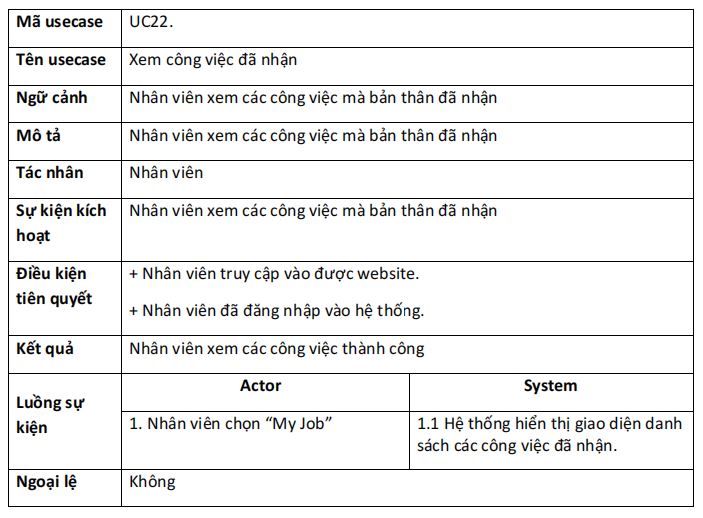 Mã usecase
UC22.
Tên usecase
Xem công việc đã nhận
Ngữ cảnh
Nhân viên xem các công việc mà bản thân đã nhận
Mô tả
Nhân viên xem các công việc mà bản thân đã nhận
Tác nhân
Nhân viên
Sự kiện kích
hoạt
Nhân viên xem các công việc mà bản thân đã nhận
Điều kiện
tiên quyết
+ Nhân viên truy cập vào được website.
+ Nhân viên đã đăng nhập vào hệ thống.
Kết quả
Nhân viên xem các công việc thành công
Luồng sự
kiện
Actor
System
1. Nhân viên chọn “My Job”
1.1 Hệ thống hiển thị giao diện danh
sách các công việc đã nhận.
Ngoại lệ
Không